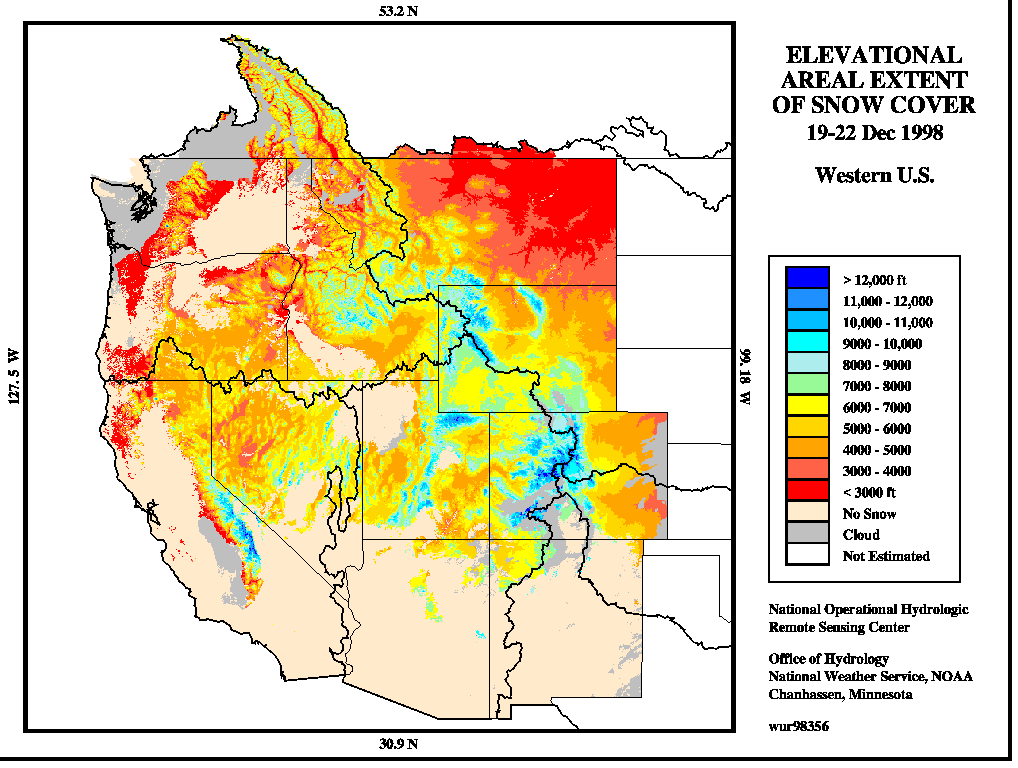 53.2 N
ELEVATIONAL
AREAL EXTENT
OF SNOW COVER
19-22 Dec 1998
Western U.S.
127.5 W
99.18 W
> 12,000 ft
11,000 - 12,000
10,000 - 11,000
9000 - 10,000
8000 - 9000
7000 - 8000
6000 - 7000
5000 - 6000
4000 - 5000
3000 - 4000
< 3000 ft
No Snow
Cloud
Not Estimated
National Operational Hydrologic
Remote Sensing Center
Office of Hydrology
National Weather Service, NOAA
Chanhassen, Minnesota
wur98356
30.9 N